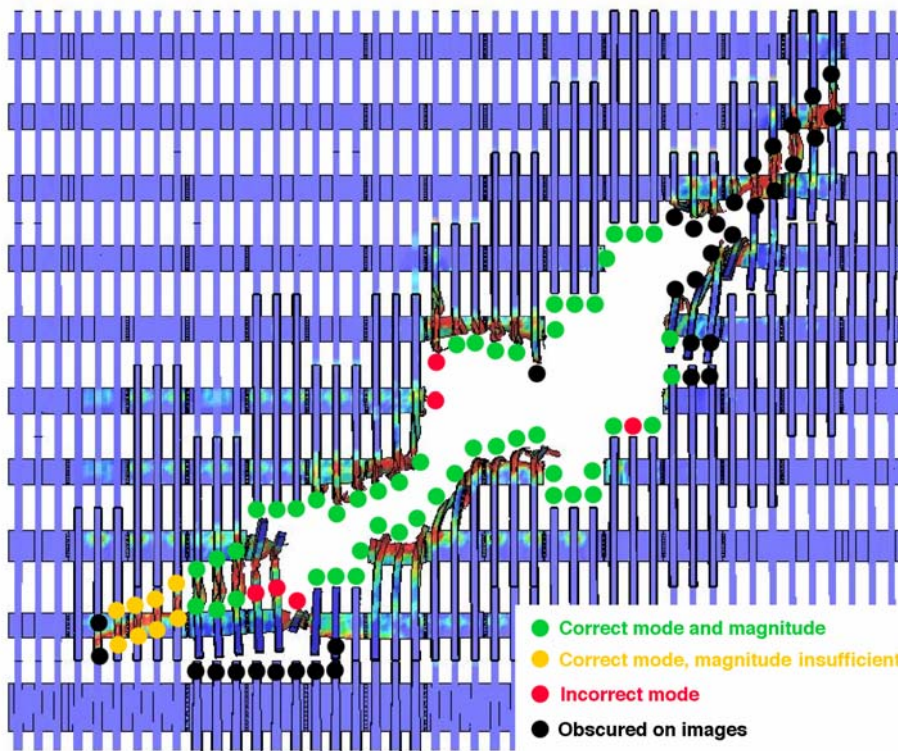 Correct mode and magnitude
Correct mode, magnitude insufficient
Incorrect mode
Obscured on images